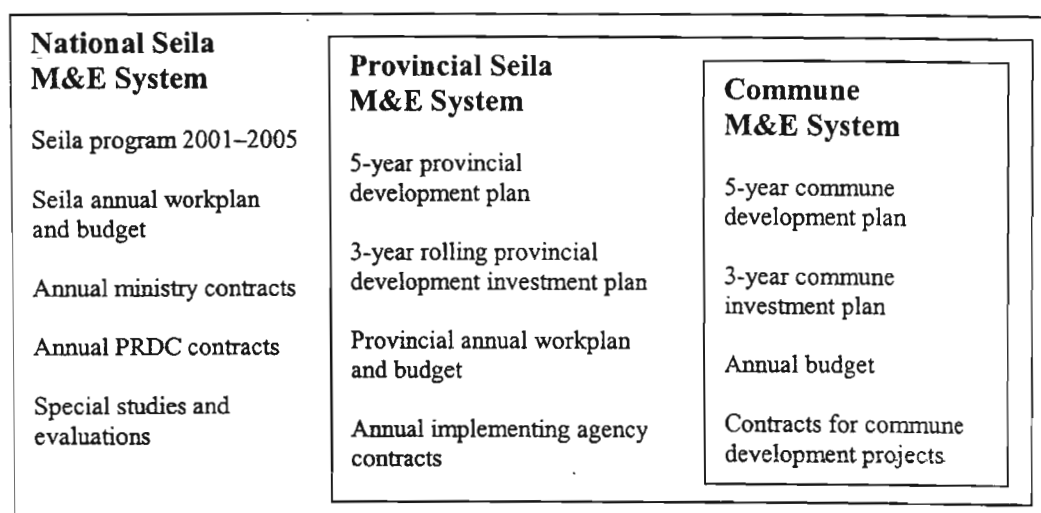 National Seila
M&E System
Seila program 2001–2005
Seila annual workplan
and budget
Annual ministry contracts
Annual PRDC contracts
Special studies and
evaluations
Provincial Seila
M&E System
5-year provincial
development plan
3-year rolling provincial
development investment plan
Provincial annual workplan
and budget
Annual implementing agency
contracts
Commune
M&E System
5-year commune
development plan
3-year commune
investment plan
Annual budget
Contracts for commune
development projects